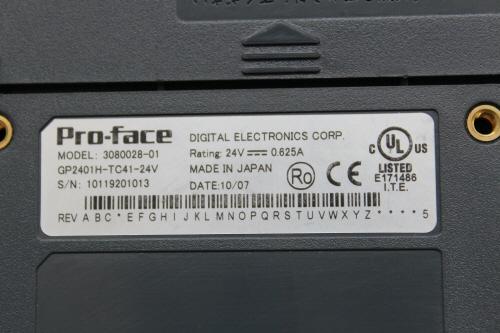 Pro-face
DIGITAL ELECTRONICS CORP.
MODEL: 3080028-01
Rating: 24V⎓0.625A
GP2401H-TC41-24V
MADE IN JAPAN
S/N: 10119201013
DATE:10/07
Ro
C UL US
LISTED
E171486
I.T.E.
REV A B C * E F G H I J K L M N O P Q R S T U V W X Y Z * * * * 5